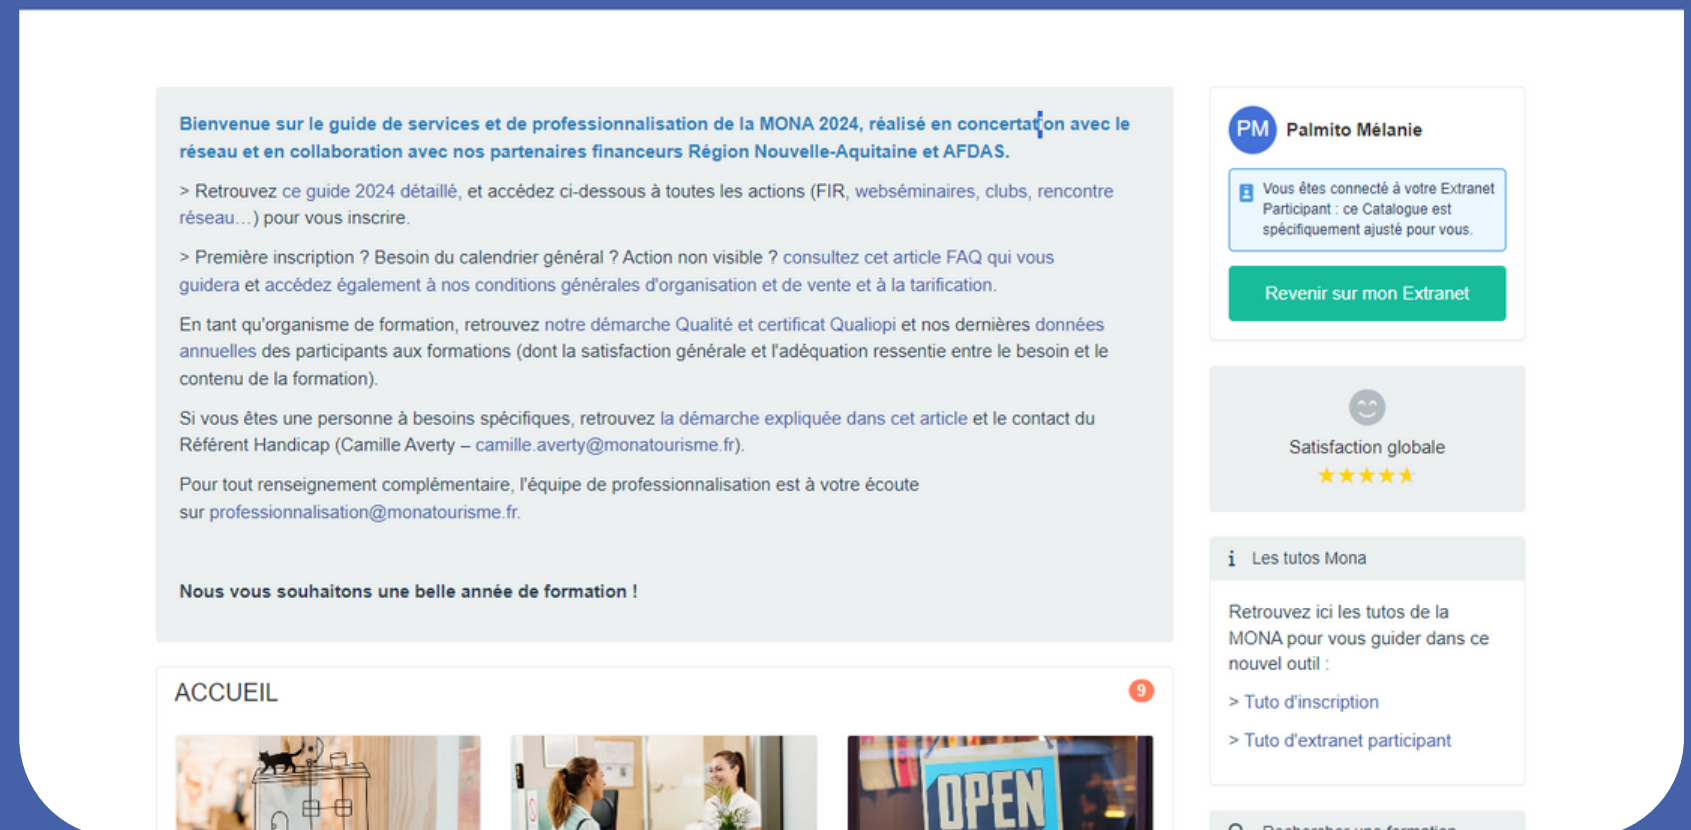 Bienvenue sur le guide de services et de professionnalisation de la MONA 2024, réalisé en concertation avec le
réseau et en collaboration avec nos partenaires financeurs Région Nouvelle-Aquitaine et AFDAS.
> Retrouvez ce guide 2024 détaillé, et accédez ci-dessous à toutes les actions (FIR, webséminaires, clubs, rencontre
réseau…) pour vous inscrire.
> Première inscription ? Besoin du calendrier général ? Action non visible ? consultez cet article FAQ qui vous
guidera et accédez également à nos conditions générales d'organisation et de vente et à la tarification.
En tant qu'organisme de formation, retrouvez notre démarche Qualité et certificat Qualiopi et nos dernières données
annuelles des participants aux formations (dont la satisfaction générale et l'adéquation ressentie entre le besoin et le
contenu de la formation).
Si vous êtes une personne à besoins spécifiques, retrouvez la démarche expliquée dans cet article et le contact du
Référent Handicap (Camille Averty – camille.averty@monatourisme.fr).
Pour tout renseignement complémentaire, l'équipe de professionnalisation est à votre écoute
sur professionnalisation@monatourisme.fr.
Nous vous souhaitons une belle année de formation !
ACCUEIL
9
OPEN
PM
Palmito Mélanie
Vous êtes connecté à votre Extranet
Participant : ce Catalogue est
spécifiquement ajusté pour vous.
Revenir sur mon Extranet
Satisfaction globale
i Les tutos Mona
Retrouvez ici les tutos de la
MONA pour vous guider dans ce
nouvel outil :
> Tuto d'inscription
> Tuto d'extranet participant
Rechercher une formation